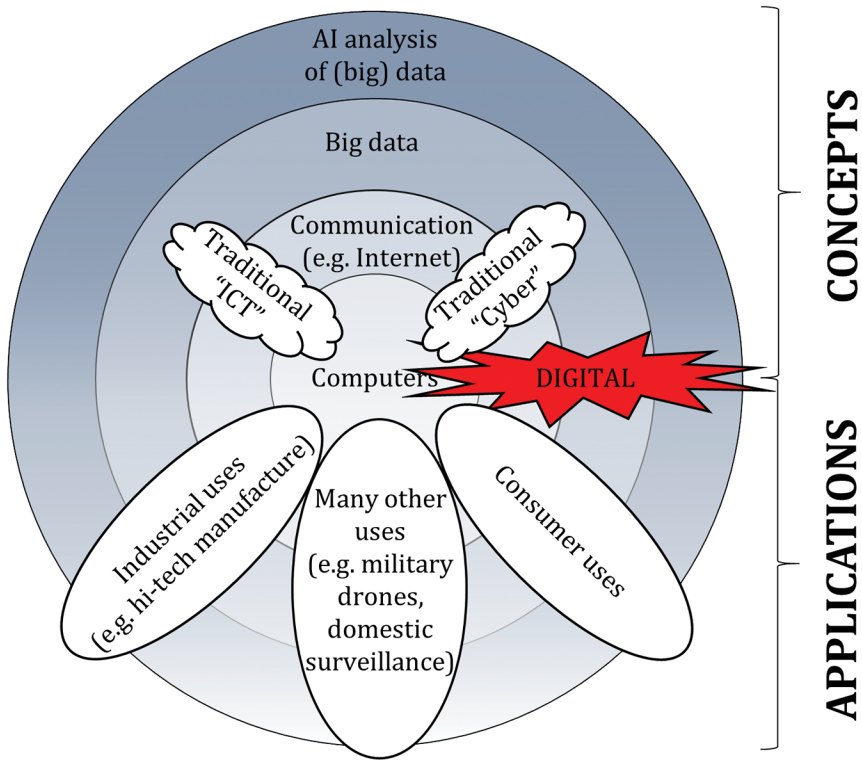 AI analysis
of (big) data
Big data
Communication
(e.g. Internet)
Traditional
“ICT”
Traditional
“Cyber”
Computers
DIGITAL
Industrial uses
(e.g. hi-tech manufacture)
Many other
uses
(e.g. military
drones,
domestic
surveillance)
Consumer uses
CONCEPTS
APPLICATIONS